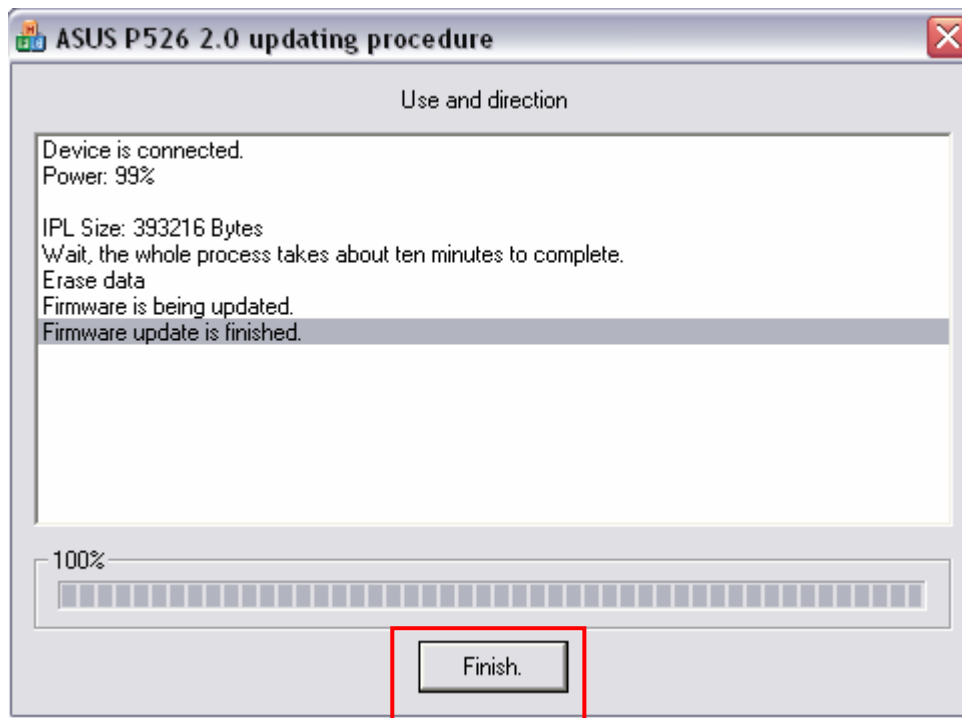 ASUS P526 2.0 updating procedure
Use and direction
Device is connected.
Power: 99%
IPL Size: 393216 Bytes
Wait, the whole process takes about ten minutes to complete.
Erase data
Firmware is being updated.
Firmware update is finished.
100%
Finish.